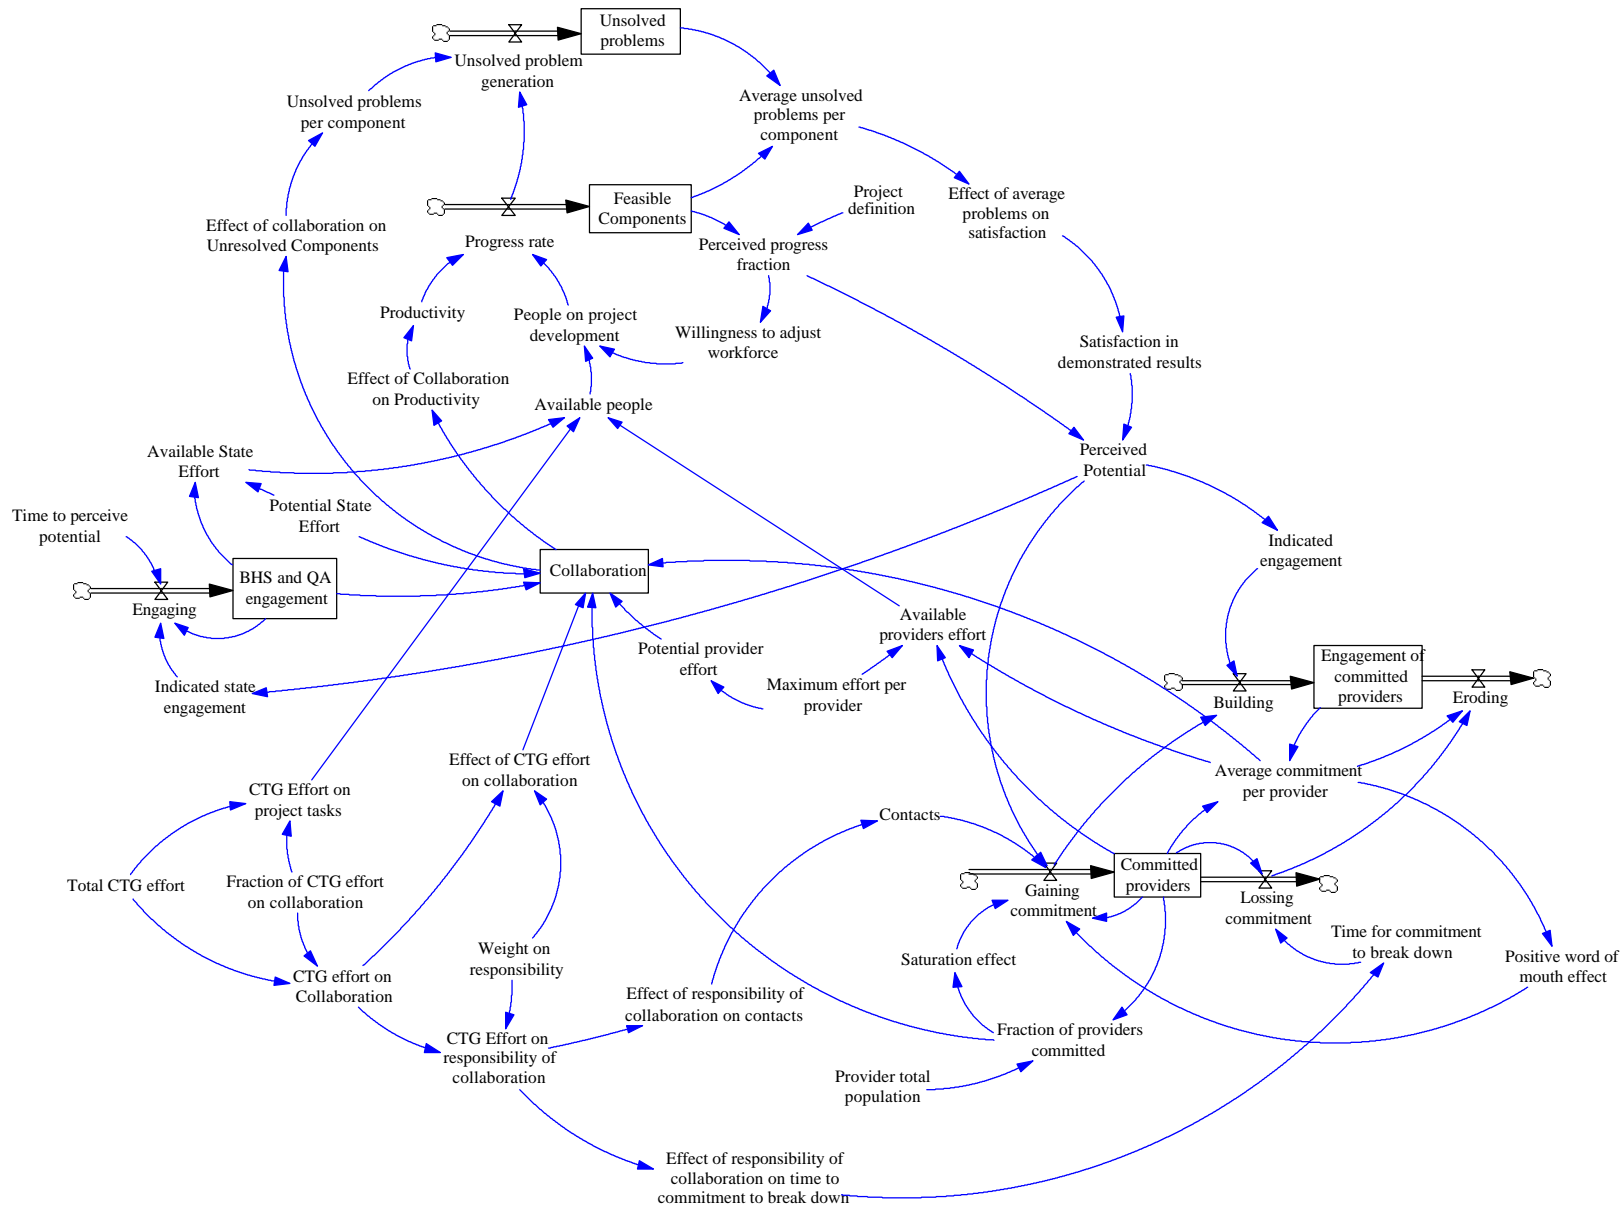 Unsolved
problems
Unsolved problem
generation
Unsolved problems
per component
Average unsolved
problems per
component
Feasible
Components
Project
definition
Effect of average
problems on
satisfaction
Effect of collaboration on
Unresolved Components
Progress rate
Perceived progress
fraction
Productivity
People on project
development
Willingness to adjust
workforce
Satisfaction in
demonstrated results
Effect of Collaboration
on Productivity
Available people
Available State
Effort
Perceived
Potential
Potential State
Effort
Time to perceive
potential
Indicated
engagement
BHS and QA
engagement
Collaboration
Engaging
Available
providers effort
Potential provider
effort
Engagement of
committed
providers
Indicated state
engagement
Maximum effort per
provider
Building
Eroding
Effect of CTG effort
on collaboration
Average commitment
per provider
CTG Effort on
project tasks
Contacts
Total CTG effort
Fraction of CTG effort
on collaboration
Committed
providers
Gaining
commitment
Lossing
commitment
Weight on
responsibility
Saturation effect
Time for commitment
to break down
Positive word of
mouth effect
CTG effort on
Collaboration
Effect of responsibility of
collaboration on contacts
CTG Effort on
responsibility of
collaboration
Fraction of providers
committed
Provider total
population
Effect of responsibility of
collaboration on time to
commitment to break down